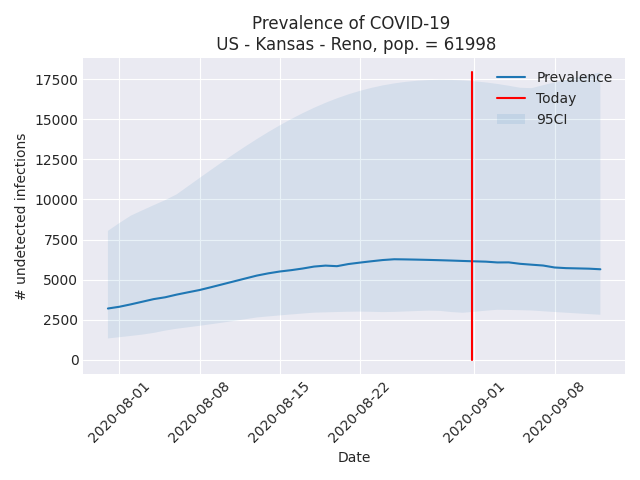 Prevalence of COVID-19
US - Kansas - Reno, pop. = 61998
# undetected infections
17500
15000
12500
10000
7500
5000
2500
0
Prevalence
Today
95CI
2020-08-01
2020-08-08
2020-08-15
2020-08-22
2020-09-01
2020-09-08
Date